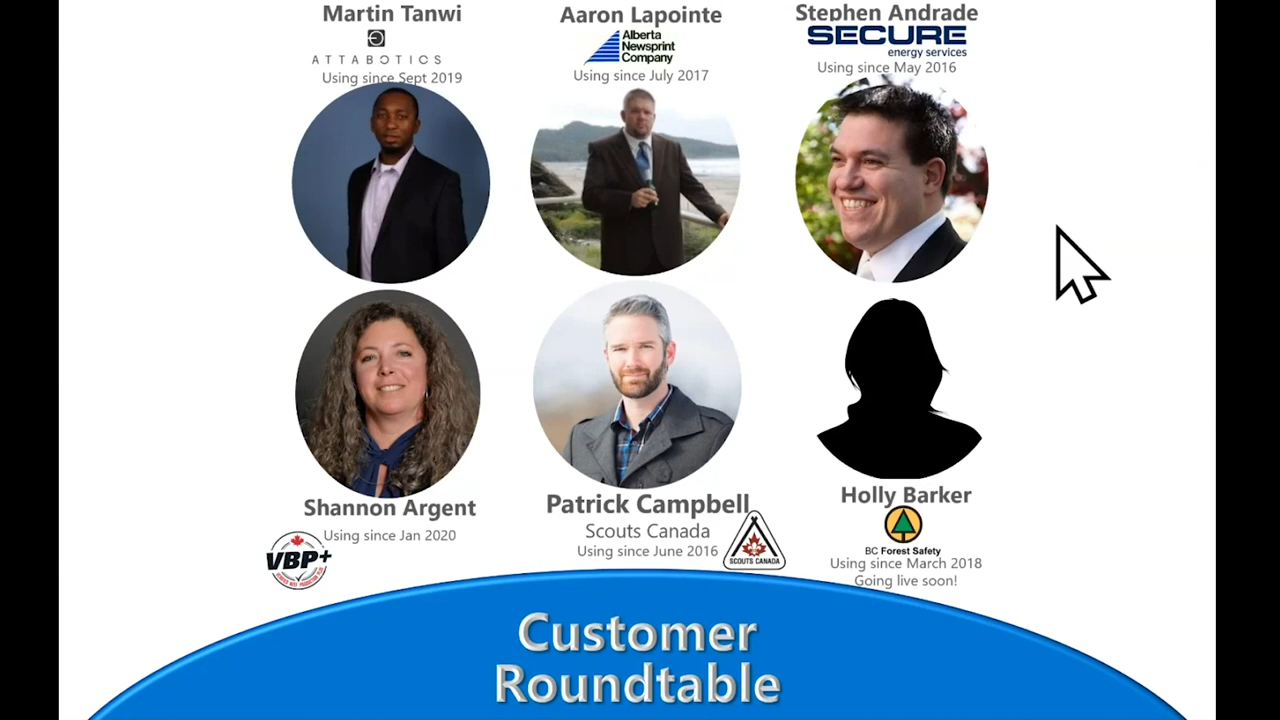 Martin Tanwi
ATTABOTICS
Using since Sept 2019
Aaron Lapointe
Alberta
Newsprint
Company
Using since July 2017
Stephen Andrade
SECURE
energy services
Using since May 2016
Shannon Argent
Using since Jan 2020
VBP+
Patrick Campbell
Scouts Canada
Using since June 2016
SCOUTS CANADA
Holly Barker
BC Forest Safety
Using since March 2018
Going live soon!
Customer
Roundtable